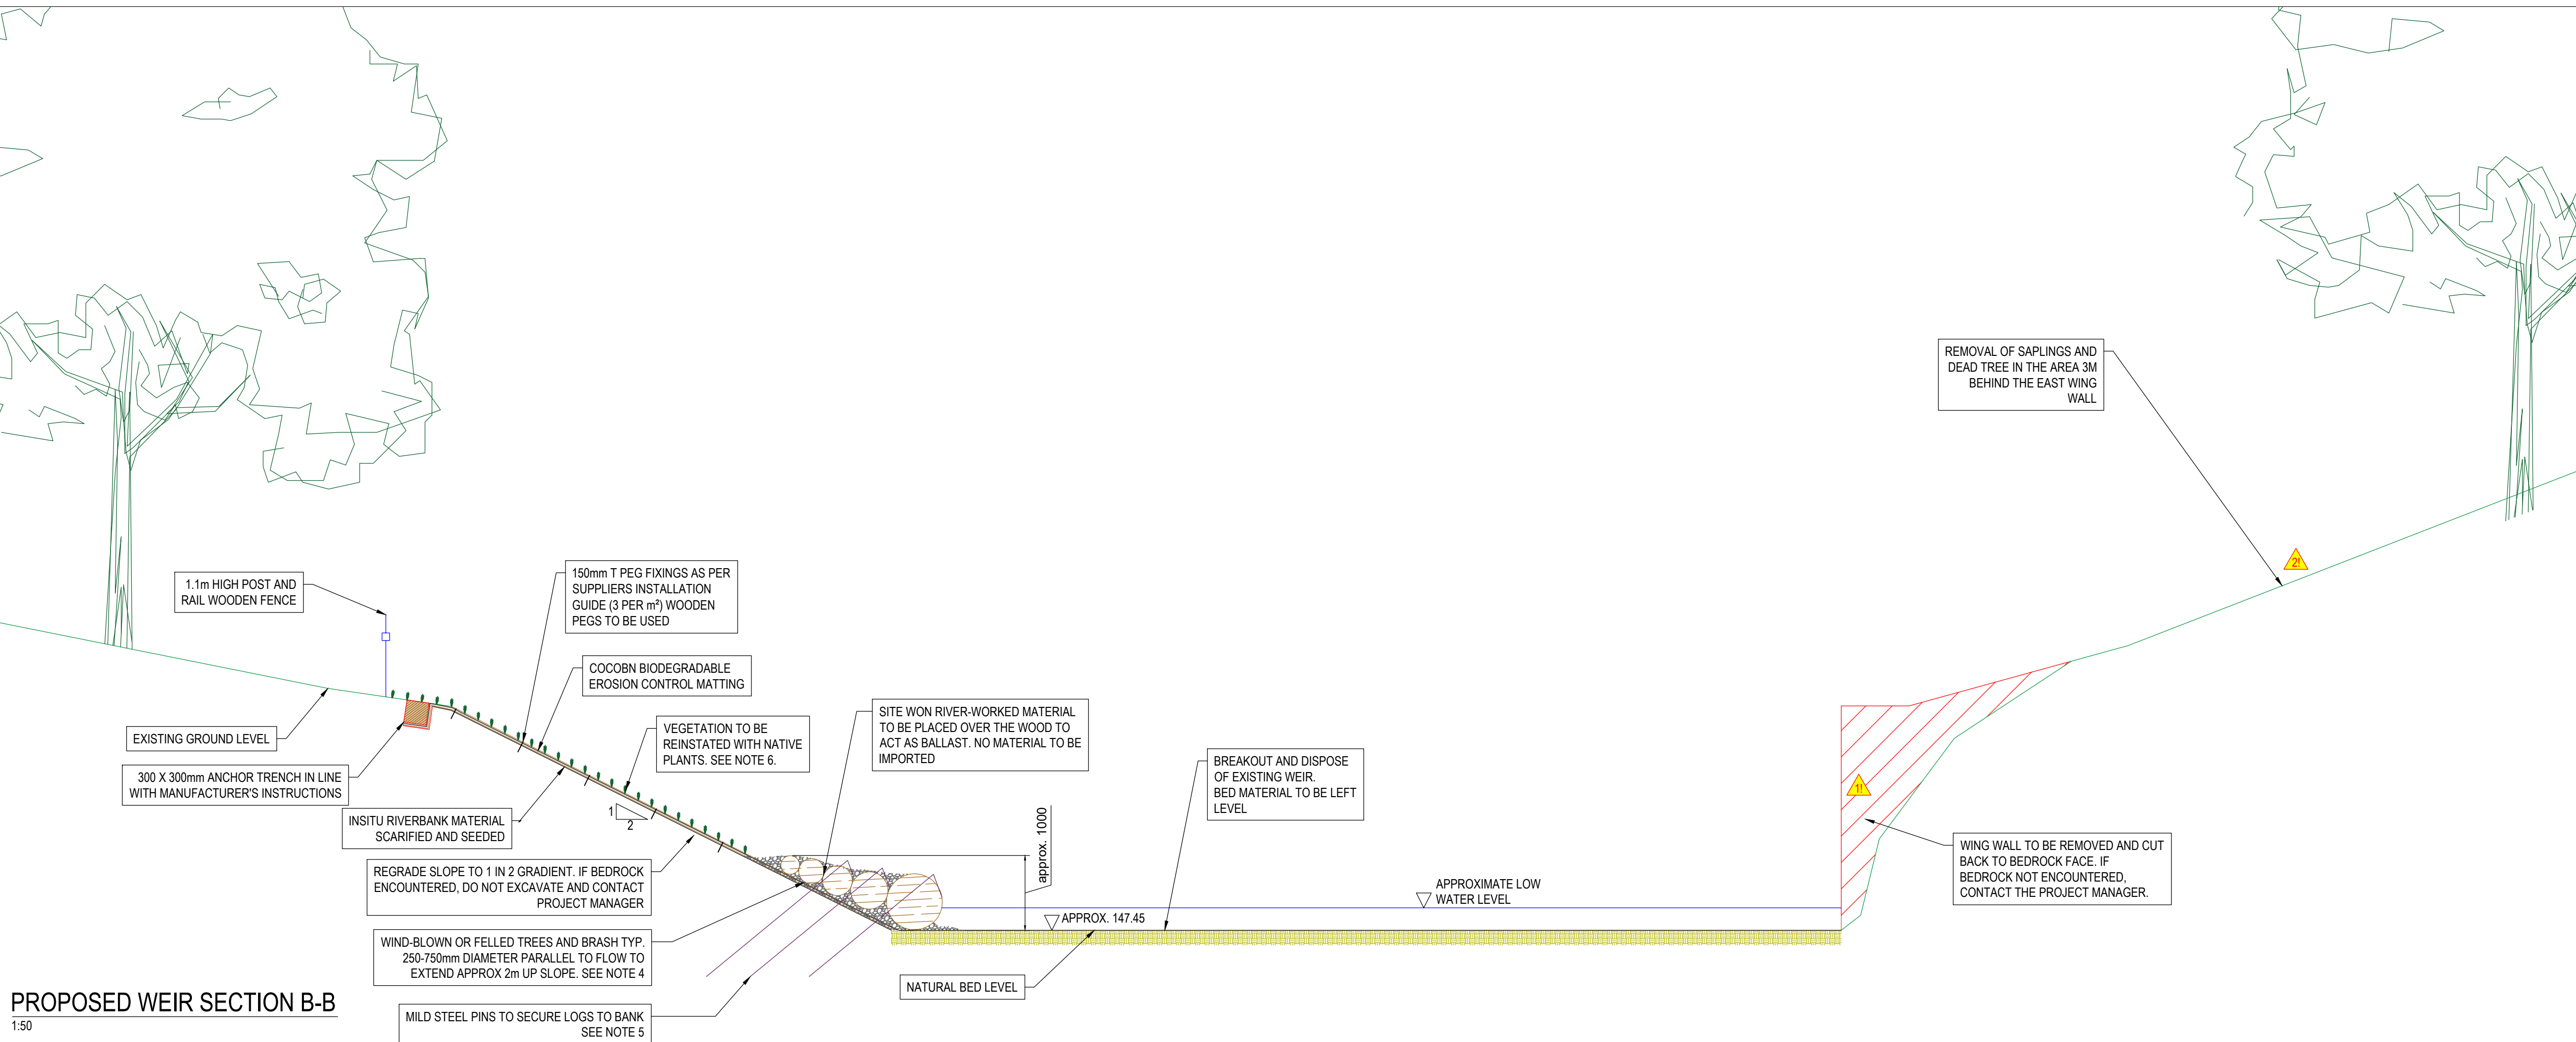 REMOVAL OF SAPLINGS AND
DEAD TREE IN THE AREA 3M
BEHIND THE EAST WING
WALL
2!
1.1m HIGH POST AND
RAIL WOODEN FENCE
150mm T PEG FIXINGS AS PER
SUPPLIERS INSTALLATION
GUIDE (3 PER m²) WOODEN
PEGS TO BE USED
COCOBN BIODEGRADABLE
EROSION CONTROL MATTING
EXISTING GROUND LEVEL
VEGETATION TO BE
REINSTATED WITH NATIVE
PLANTS. SEE NOTE 6.
SITE WON RIVER-WORKED MATERIAL
TO BE PLACED OVER THE WOOD TO
ACT AS BALLAST. NO MATERIAL TO BE
IMPORTED
BREAKOUT AND DISPOSE
OF EXISTING WEIR.
BED MATERIAL TO BE LEFT
LEVEL
1!
300 X 300mm ANCHOR TRENCH IN LINE
WITH MANUFACTURER'S INSTRUCTIONS
INSITU RIVERBANK MATERIAL
SCARIFIED AND SEEDED
1
2
approx. 1000
REGRADE SLOPE TO 1 IN 2 GRADIENT. IF BEDROCK
ENCOUNTERED, DO NOT EXCAVATE AND CONTACT
PROJECT MANAGER
APPROXIMATE LOW
WATER LEVEL
WING WALL TO BE REMOVED AND CUT
BACK TO BEDROCK FACE. IF
BEDROCK NOT ENCOUNTERED,
CONTACT THE PROJECT MANAGER.
APPROX. 147.45
WIND-BLOWN OR FELLED TREES AND BRASH TYP.
250-750mm DIAMETER PARALLEL TO FLOW TO
EXTEND APPROX 2m UP SLOPE. SEE NOTE 4
NATURAL BED LEVEL
MILD STEEL PINS TO SECURE LOGS TO BANK
SEE NOTE 5
PROPOSED WEIR SECTION B-B
1:50